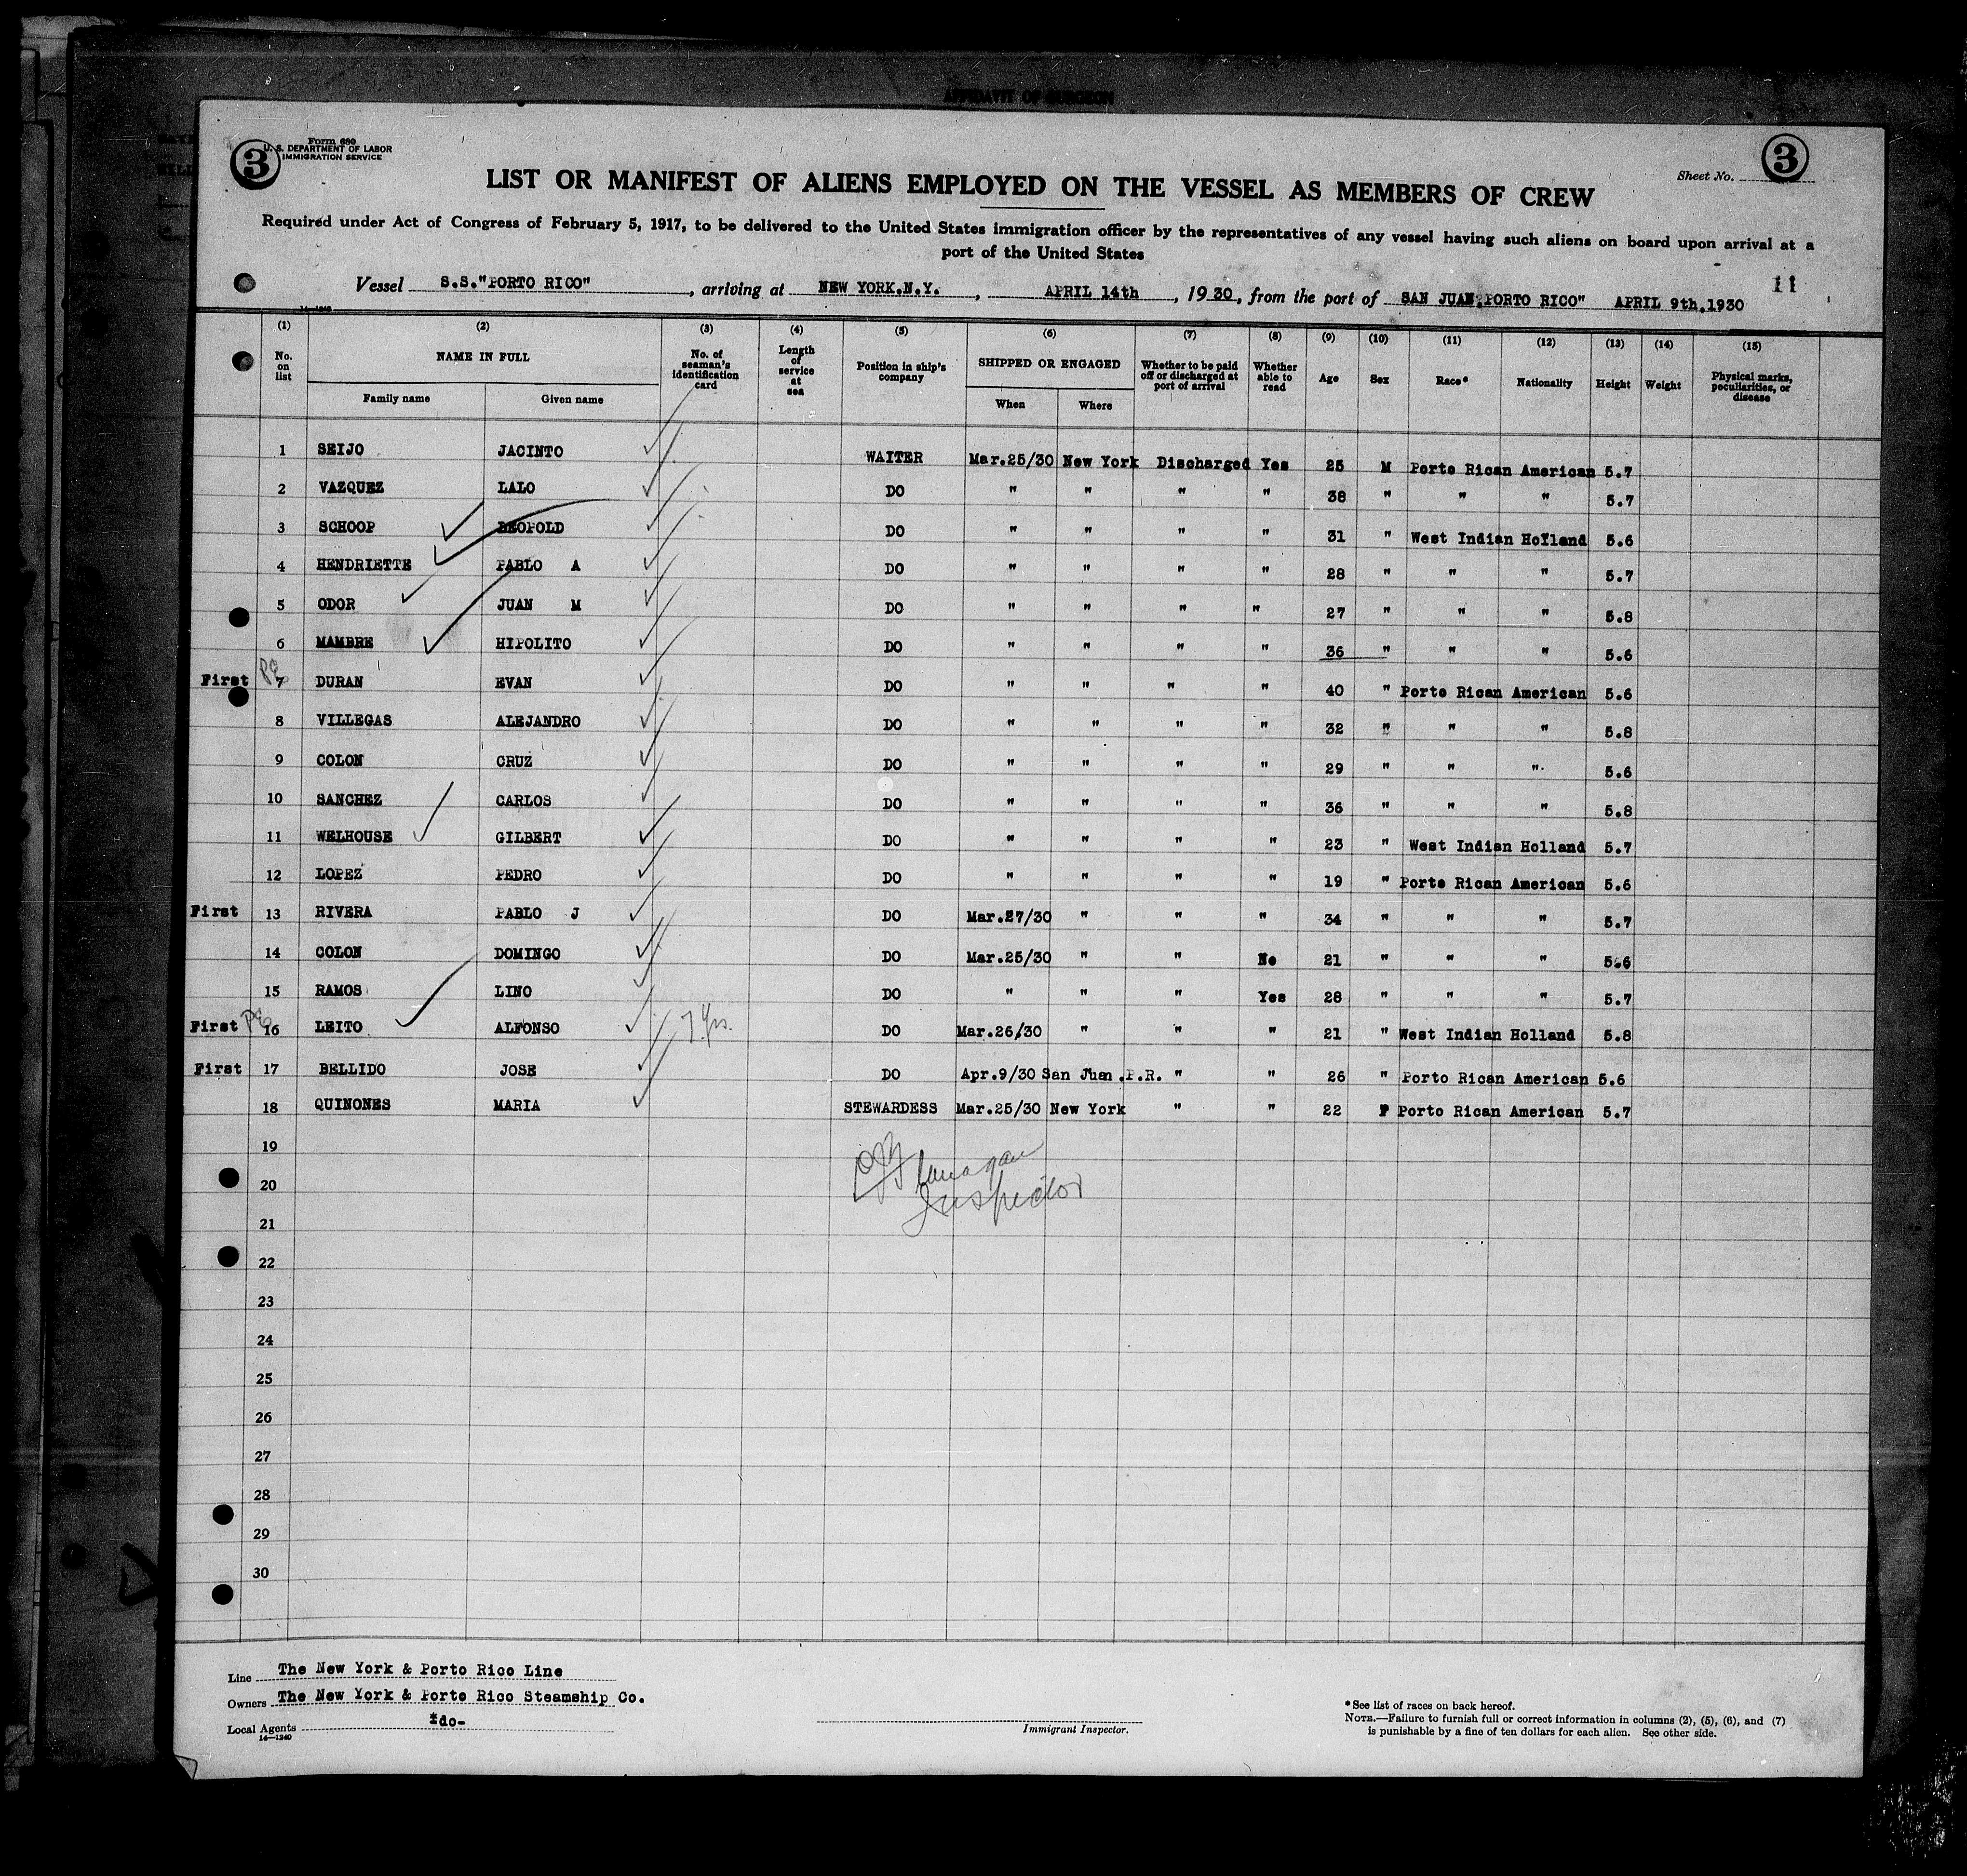 AFFIDAVIT OF SURGEON
3
Form 680
U. S. DEPARTMENT OF LABOR
IMMIGRATION SERVICE
Sheet No. 3
LIST OR MANIFEST OF ALIENS EMPLOYED ON THE VESSEL AS MEMBERS OF CREW
Required under Act of Congress of February 5, 1917, to be delivered to the United States immigration officer by the representatives of any vessel having such aliens on board upon arrival at a
port of the United States
11
Vessel S.S."PORTO RICO", arriving at NEW YORK.N.Y., APRIL 14th, 1930, from the port of SAN JUAN.PORTO RICO" APRIL 9th.1930
14—1240
(1) (2) (3) (4) (5) (6) (7) (8) (9) (10) (11) (12) (13) (14) (15)
No. on list NAME IN FULL Family name Given name No. of seaman's identification card Length of service at sea Position in ship's company SHIPPED OR ENGAGED When Where Whether to be paid off or discharged at port of arrival Whether able to read Age Sex Race* Nationality Height Weight Physical marks, peculiarities, or disease
1 SEIJO JACINTO WAITER Mar.25/30 New York Discharged Yes 25 M Porto Rican American 5.7
2 VAZQUEZ LALO DO " " " " 38 " " " 5.7
3 SCHOOP LEOPOLD DO " " " " 31 " West Indian Holland 5.6
4 HENDRIETTE PABLO A DO " " " " 28 " " " 5.7
5 ODOR JUAN M DO " " " " 27 " " " 5.8
6 MAMBRE HIPOLITO DO " " " " 36 " " " 5.6
First 7 DURAN EVAN DO " " " " 40 " Porto Rican American 5.6
8 VILLEGAS ALEJANDRO DO " " " " 32 " " " 5.8
9 COLON CRUZ DO " " " " 29 " " " 5.6
10 SANCHEZ CARLOS DO " " " " 36 " " " 5.8
11 WELHOUSE GILBERT DO " " " " 23 " West Indian Holland 5.7
12 LOPEZ PEDRO DO " " " " 19 " Porto Rican American 5.6
First 13 RIVERA PABLO J DO Mar.27/30 " " " 34 " " " 5.7
14 COLON DOMINGO DO Mar.25/30 " " No 21 " " " 5.6
15 RAMOS LINO DO " " " Yes 28 " " " 5.7
First 16 LEITO ALFONSO 7 Yrs. DO Mar.26/30 " " " 21 " West Indian Holland 5.8
First 17 BELLIDO JOSE DO Apr.9/30 San Juan.P.R. " " 26 " Porto Rican American 5.6
18 QUINONES MARIA STEWARDESS Mar.25/30 New York " " 22 F Porto Rican American 5.7
19
20
Inspector
21
22
23
24
25
26
27
28
29
30
Line The New York & Porto Rico Line
Owners The New York & Porto Rico Steamship Co.
Local Agents *do-
14—1240
Immigrant Inspector.
*See list of races on back hereof.
NOTE.—Failure to furnish full or correct information in columns (2), (5), (6), and (7)
is punishable by a fine of ten dollars for each alien. See other side.